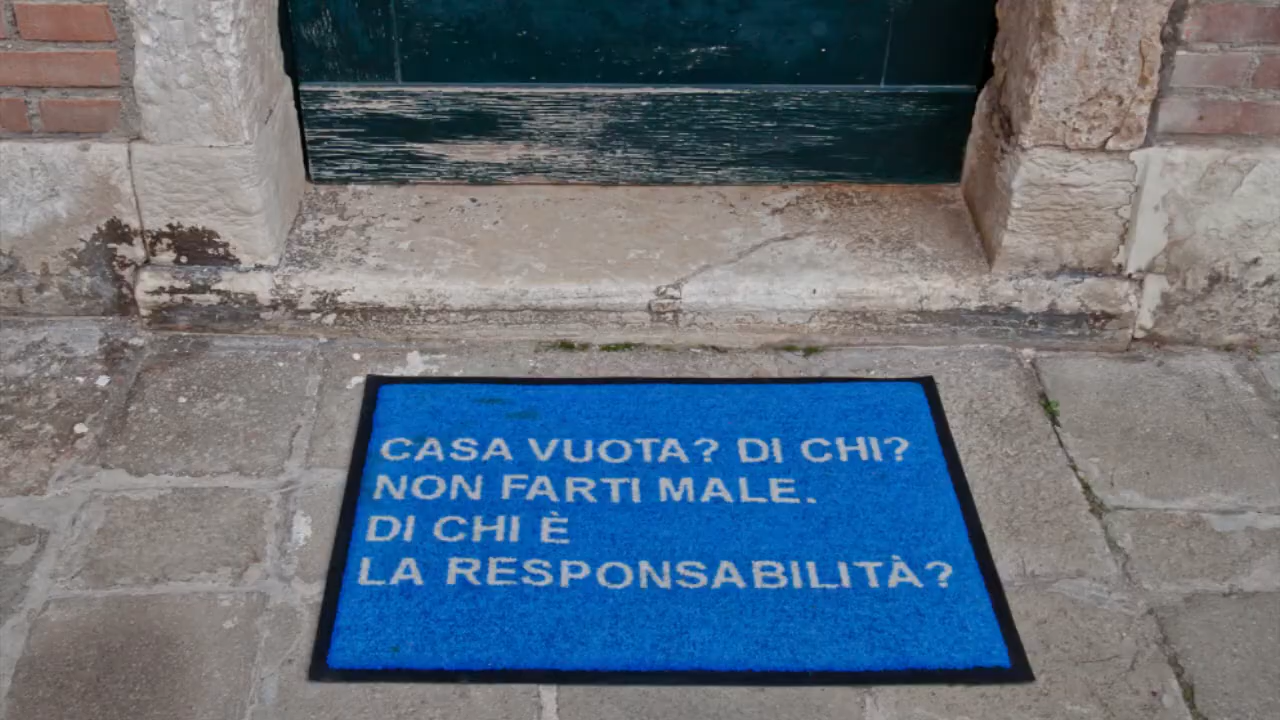 CASA VUOTA? DI CHI?
NON FARTI MALE.
DI CHI È
LA RESPONSABILITÀ?